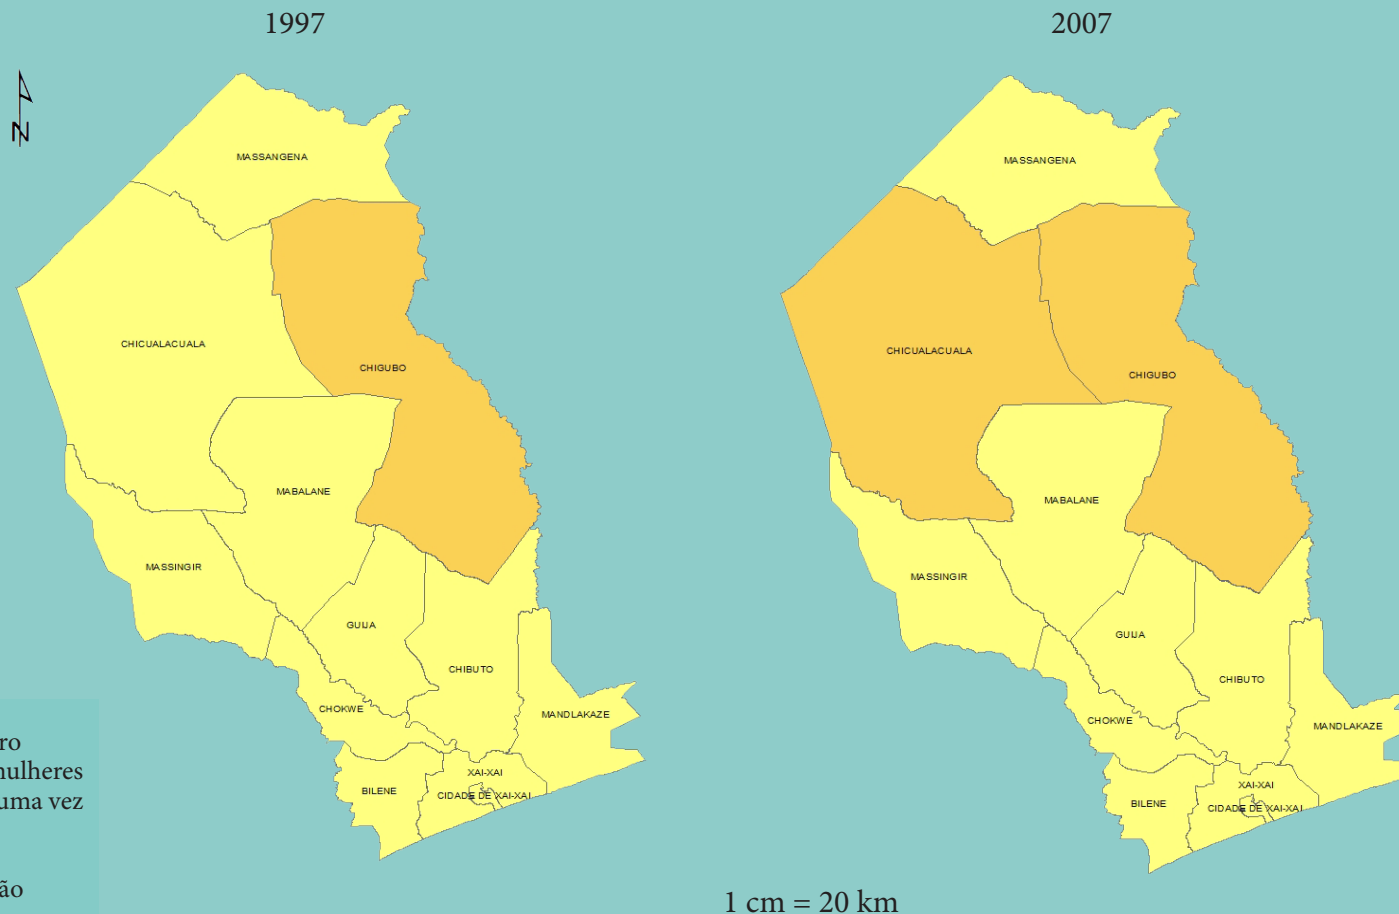 1997
2007
N
MASSANGENA
CHICUALACUALA
CHIGUBO
MABALANE
MASSINGIR
GUIJA
CHIBUTO
CHOKWE
MANDLAKAZE
BILENE
XAI-XAI
CIDADE DE XAI-XAI
MASSANGENA
CHICUALACUALA
CHIGUBO
MABALANE
MASSINGIR
GUIJA
CHIBUTO
CHOKWE
MANDLAKAZE
BILENE
XAI-XAI
CIDADE DE XAI-XAI
ro
nulheres
uma vez
ão
1 cm = 20 km